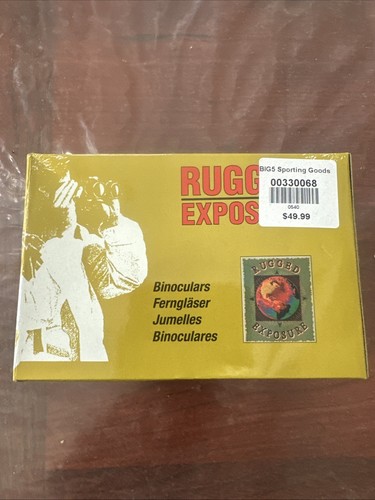 RUGG
EXPOS
BIG5 Sporting Goods
00330068
0640
$49.99
Binoculars
Ferngläser
Jumelles
Binoculares
RUGGED
EXPOSURE